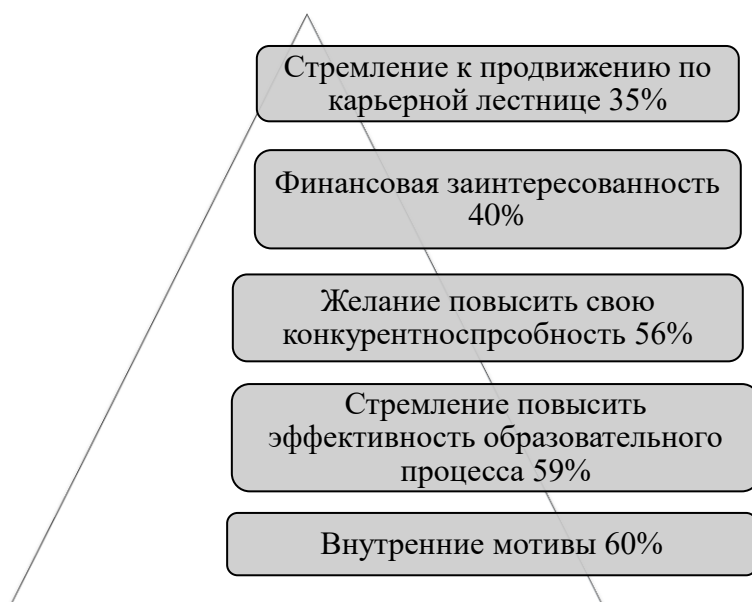 Стремление к продвижению по
карьерной лестнице 35%
Финансовая заинтересованность
40%
Желание повысить свою
конкурентноспрсобность 56%
Стремление повысить
эффективность образовательного
процесса 59%
Внутренние мотивы 60%